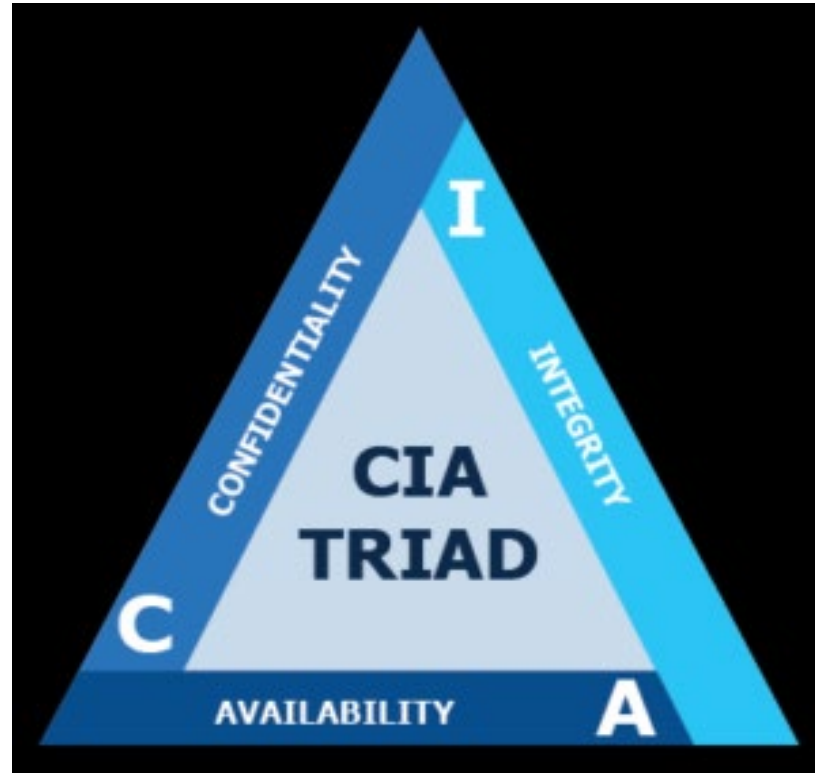 I
CONFIDENTIALITY
INTEGRITY
CIA
TRIAD
C
AVAILABILITY
A